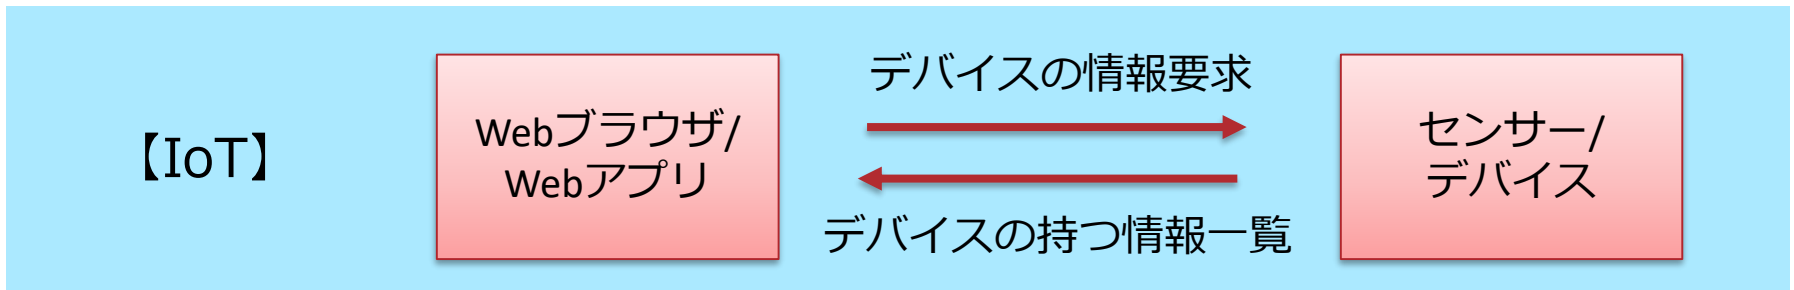 【IoT】
Webブラウザ/
Webアプリ
デバイスの情報要求
デバイスの持つ情報一覧
センサー/
デバイス